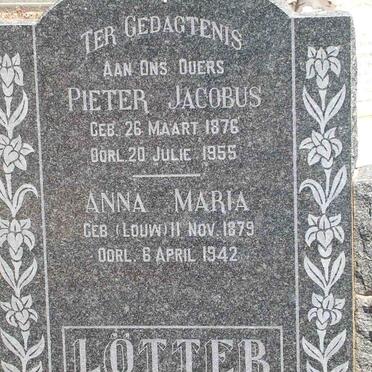 TER GEDAGTENIS
AAN ONS OUERS
PIETER JACOBUS
GEB. 26 MAART 1876
OORL. 20 JULIE 1955
ANNA MARIA
GEB (LOUW) 11 NOV. 1879
OORL. 6 APRIL 1942
LÖTTER